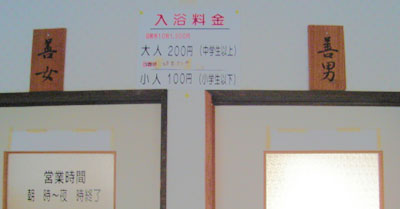 入浴料金
大人 200円 (中学生以上)
小人 100円 (小学生以下)
善女
善男
営業時間
朝 時～夜 時終了